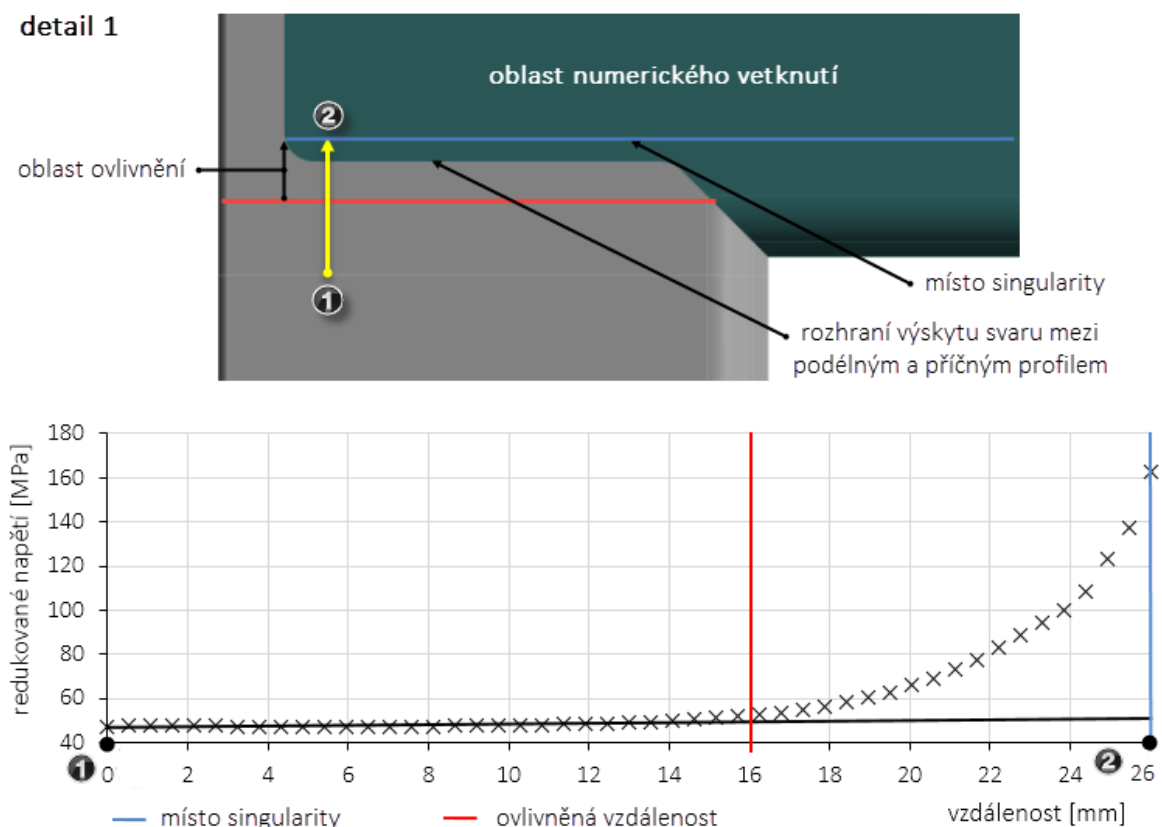 detail 1
oblast numerického vetknutí
2
oblast ovlivnění
1
místo singularity
rozhraní výskytu svaru mezi
podélným a příčným profilem
redukované napětí [MPa]
180
160
140
120
100
80
60
40
1
2
0 2 4 6 8 10 12 14 16 18 20 22 24 26
vzdálenost [mm]
místo singularity
ovlivněná vzdálenost